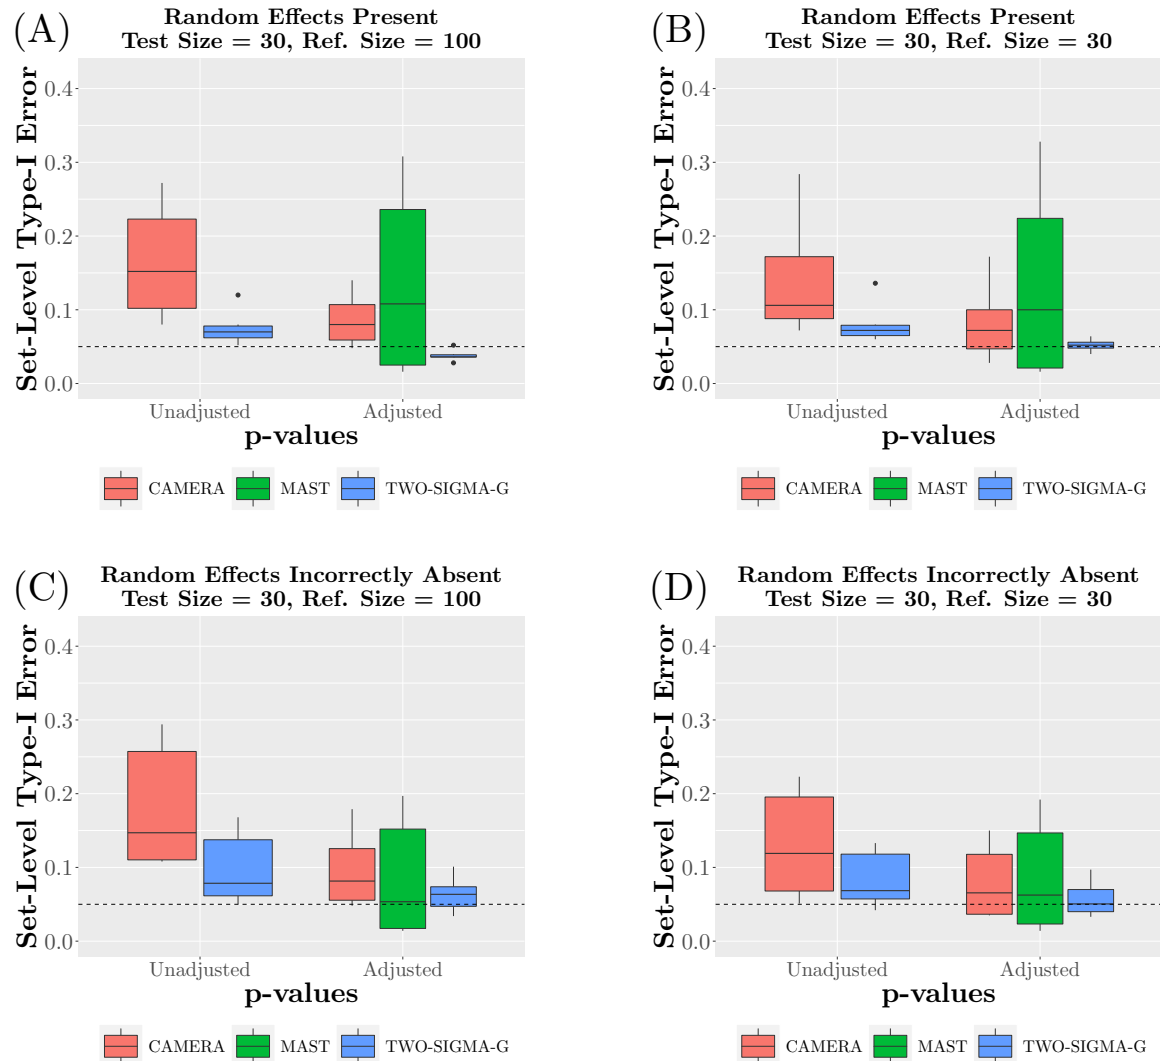 (A)
Random Effects Present
Test Size = 30, Ref. Size = 100
Set-Level Type-I Error
0.4
0.3
0.2
0.1
0.0
Unadjusted Adjusted
p-values
CAMERA MAST TWO-SIGMA-G
(B)
Random Effects Present
Test Size = 30, Ref. Size = 30
Set-Level Type-I Error
0.4
0.3
0.2
0.1
0.0
Unadjusted Adjusted
p-values
CAMERA MAST TWO-SIGMA-G
(C)
Random Effects Incorrectly Absent
Test Size = 30, Ref. Size = 100
Set-Level Type-I Error
0.4
0.3
0.2
0.1
0.0
Unadjusted Adjusted
p-values
CAMERA MAST TWO-SIGMA-G
(D)
Random Effects Incorrectly Absent
Test Size = 30, Ref. Size = 30
Set-Level Type-I Error
0.4
0.3
0.2
0.1
0.0
Unadjusted Adjusted
p-values
CAMERA MAST TWO-SIGMA-G